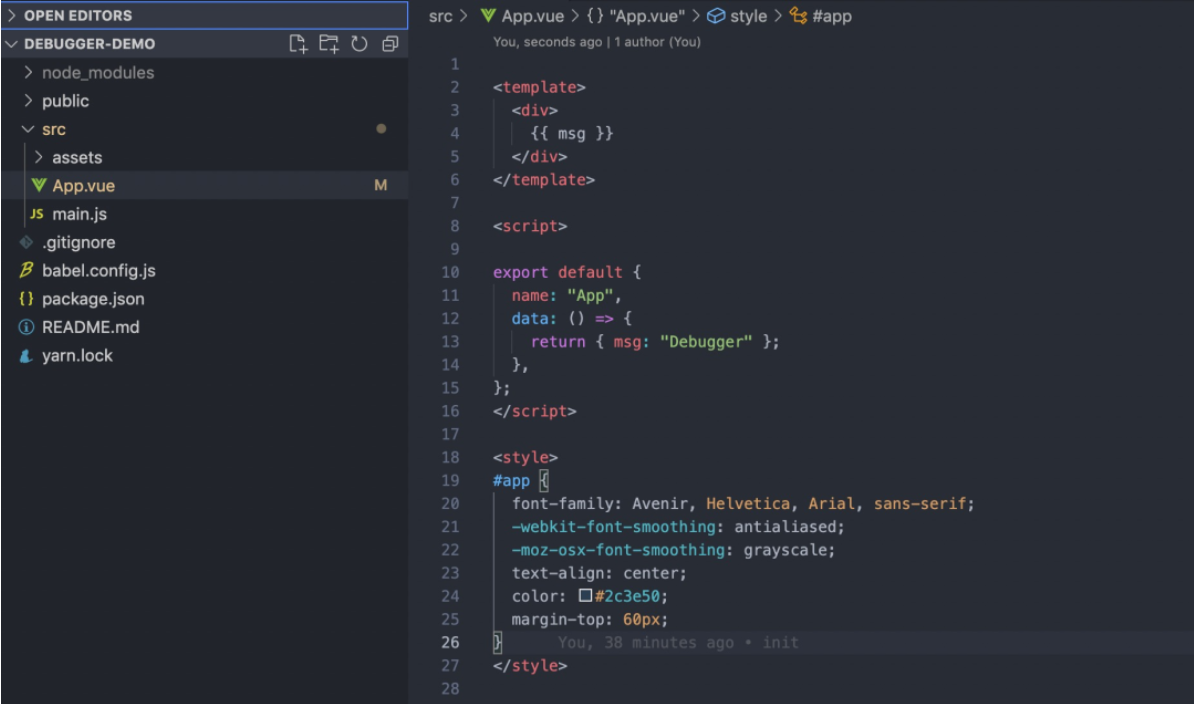 OPEN EDITORS
DEBUGGER-DEMO
node_modules
public
src
assets
App.vue M
JS main.js
.gitignore
babel.config.js
{} package.json
README.md
yarn.lock
src > App.vue > {} "App.vue" > style > #app
You, seconds ago | 1 author (You)
1
2 <template>
3 <div>
4 {{ msg }}
5 </div>
6 </template>
7
8 <script>
9
10 export default {
11 name: "App",
12 data: () => {
13 return { msg: "Debugger" };
14 },
15 };
16 </script>
17
18 <style>
19 #app {
20 font-family: Avenir, Helvetica, Arial, sans-serif;
21 -webkit-font-smoothing: antialiased;
22 -moz-osx-font-smoothing: grayscale;
23 text-align: center;
24 color: #2c3e50;
25 margin-top: 60px;
26 } You, 38 minutes ago • init
27 </style>
28